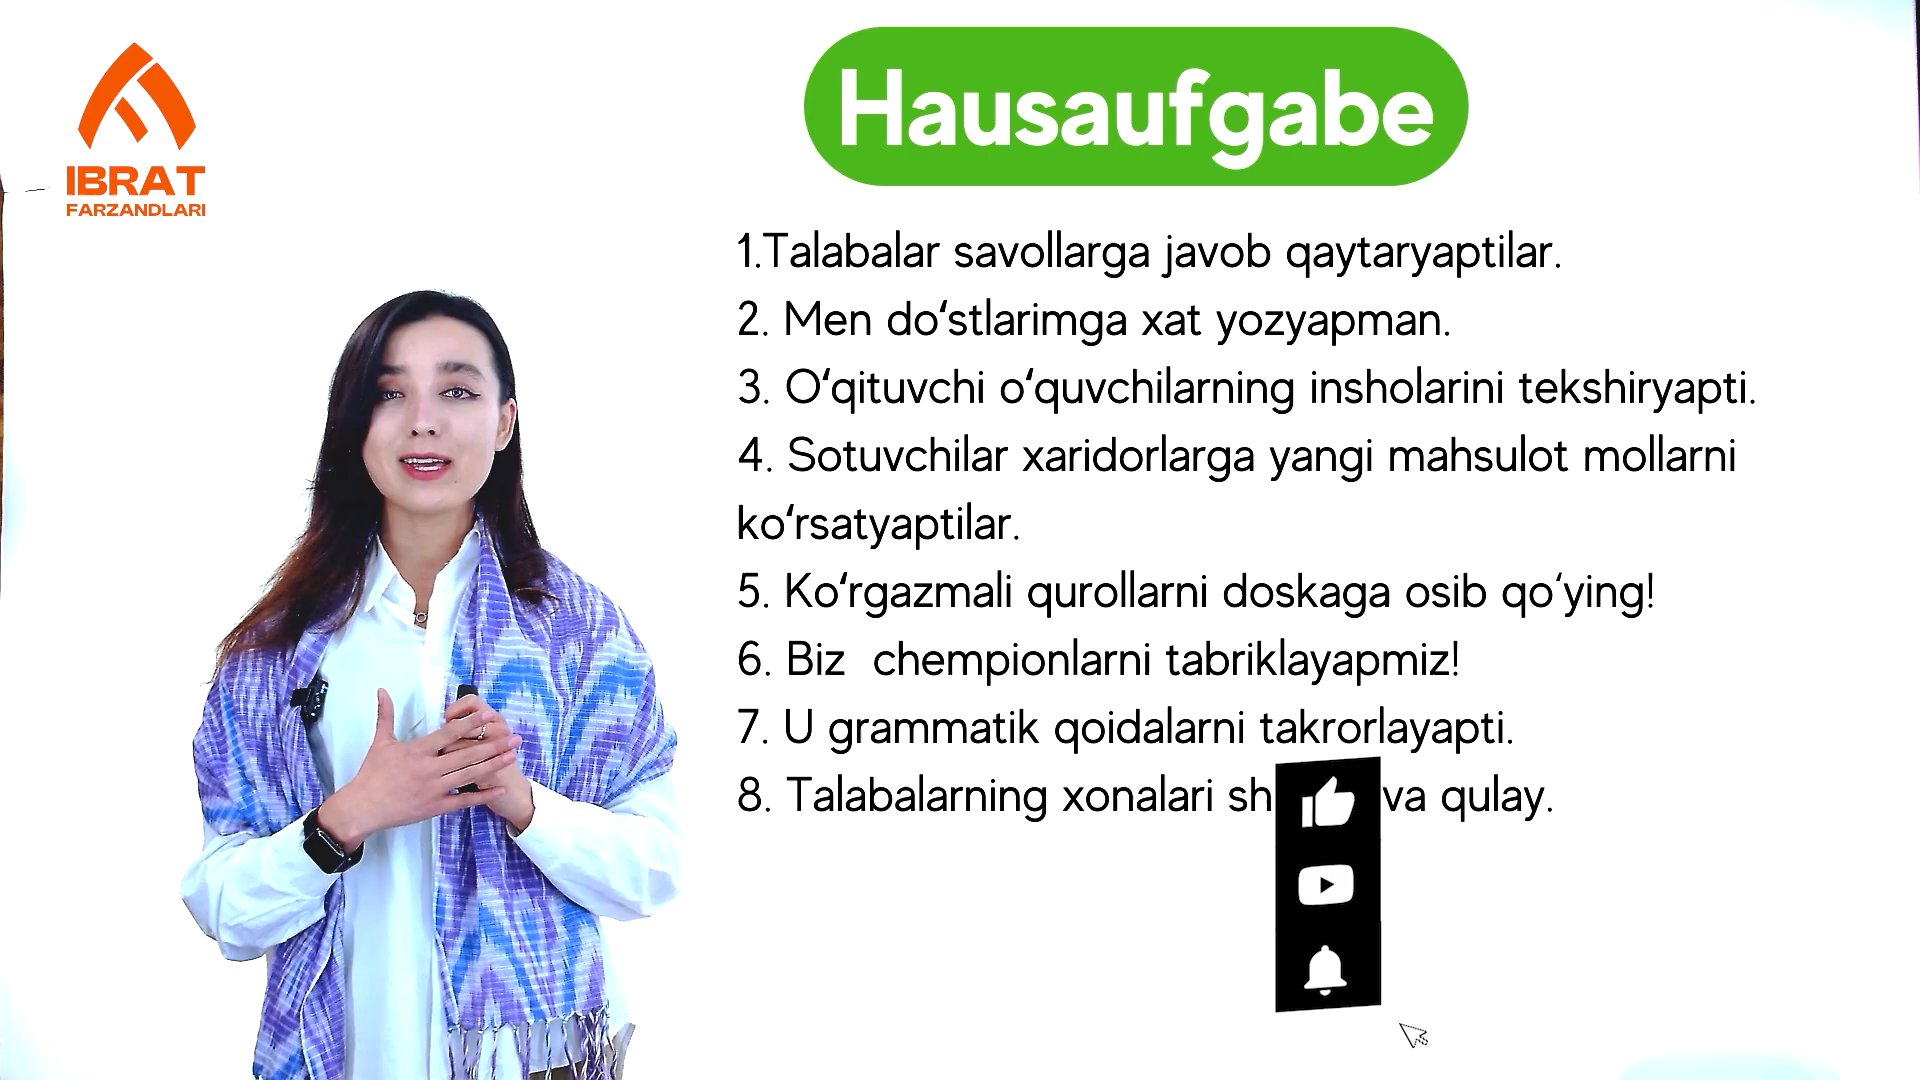 IBRAT
FARZANDLARI
Hausaufgabe
1.Talabalar savollarga javob qaytaryaptilar.
2. Men do‘stlarimga xat yozyapman.
3. O‘qituvchi o‘quvchilarning insholarini tekshiryapti.
4. Sotuvchilar xaridorlarga yangi mahsulot mollarni
ko‘rsatyaptilar.
5. Ko‘rgazmali qurollarni doskaga osib qo‘ying!
6. Biz chempionlarni tabriklayapmiz!
7. U grammatik qoidalarni takrorlayapti.
8. Talabalarning xonalari va qulay.